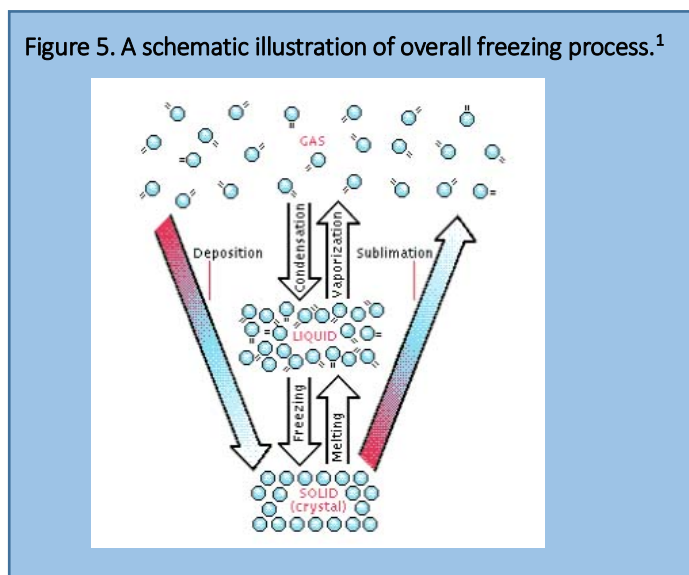 Figure 5. A schematic illustration of overall freezing process.1
GAS
Deposition
Condensation
Vaporization
Sublimation
LIQUID
Freezing
Melting
SOLID
(crystal)